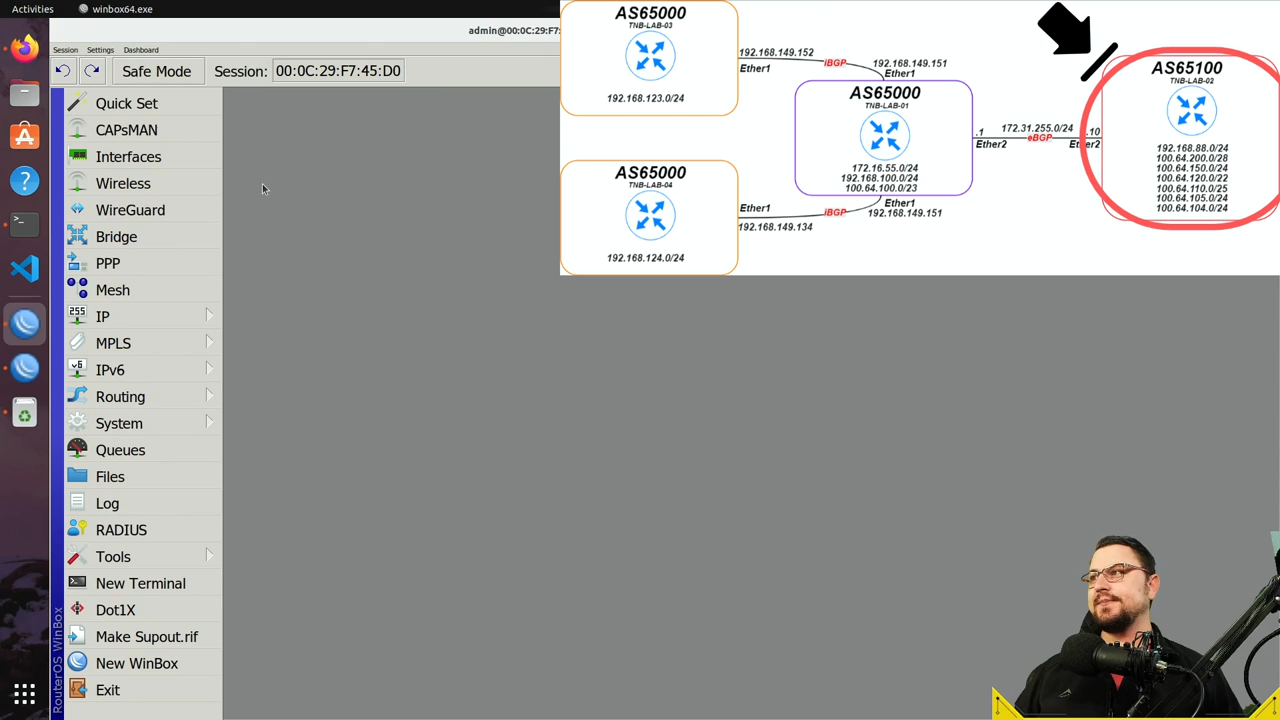 Activities
winbox64.exe
admin@00:0C:29:F7:
Session
Settings
Dashboard
Safe Mode
Session:
00:0C:29:F7:45:D0
Quick Set
CAPsMAN
Interfaces
Wireless
WireGuard
Bridge
PPP
Mesh
IP
MPLS
IPv6
Routing
System
Queues
Files
Log
RADIUS
Tools
New Terminal
Dot1X
Make Supout.rif
New WinBox
Exit
RouterOS WinBox
255
v6
AS65000
TNB-LAB-03
192.168.123.0/24
192.168.149.152
Ether1
iBGP
192.168.149.151
Ether1
AS65000
TNB-LAB-01
172.16.55.0/24
192.168.100.0/24
100.64.100.0/23
AS65000
TNB-LAB-04
192.168.124.0/24
Ether1
192.168.149.134
iBGP
Ether1
192.168.149.151
.1
Ether2
172.31.255.0/24
eBGP
.10
Ether2
AS65100
TNB-LAB-02
192.168.88.0/24
100.64.200.0/28
100.64.150.0/24
100.64.120.0/22
100.64.110.0/25
100.64.105.0/24
100.64.104.0/24